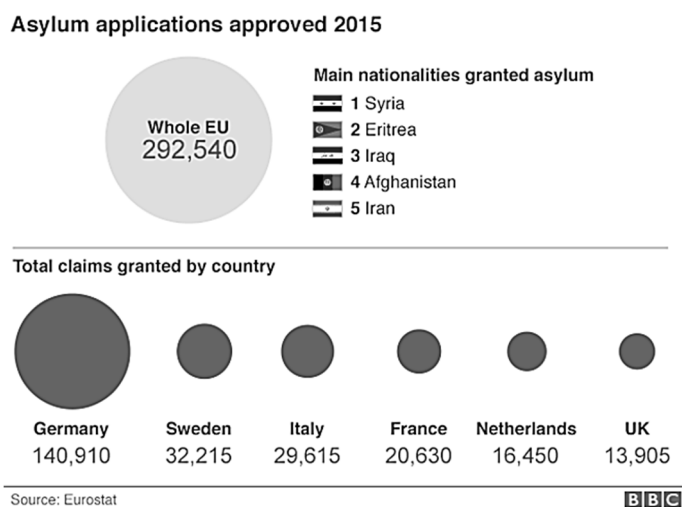 Asylum applications approved 2015
Whole EU
292,540
Main nationalities granted asylum
1 Syria
2 Eritrea
3 Iraq
4 Afghanistan
5 Iran
Total claims granted by country
Germany Sweden Italy France Netherlands UK
140,910 32,215 29,615 20,630 16,450 13,905
Source: Eurostat BBC